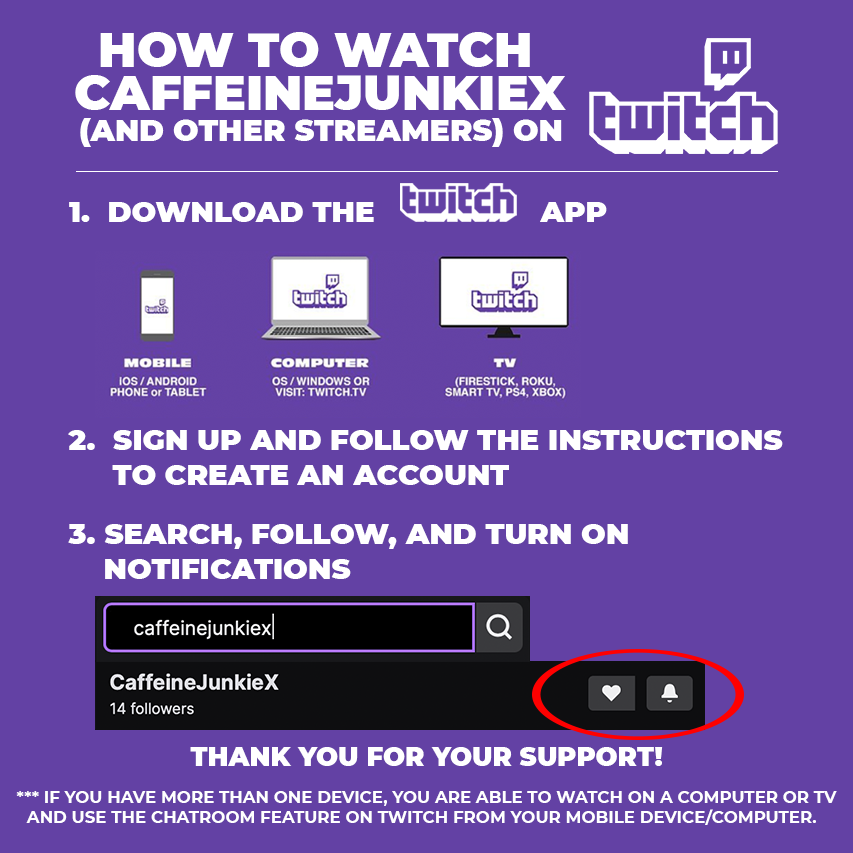 HOW TO WATCH
CAFFEINEJUNKIEX
(AND OTHER STREAMERS) ON
twitch
1. DOWNLOAD THE twitch APP
twitch
twitch
twitch
MOBILE
IOS / ANDROID
PHONE or TABLET
COMPUTER
OS / WINDOWS OR
VISIT: TWITCH.TV
TV
(FIRESTICK, ROKU,
SMART TV, PS4, XBOX)
2. SIGN UP AND FOLLOW THE INSTRUCTIONS
TO CREATE AN ACCOUNT
3. SEARCH, FOLLOW, AND TURN ON
NOTIFICATIONS
caffeinejunkiex
CaffeineJunkieX
14 followers
THANK YOU FOR YOUR SUPPORT!
*** IF YOU HAVE MORE THAN ONE DEVICE, YOU ARE ABLE TO WATCH ON A COMPUTER OR TV
AND USE THE CHATROOM FEATURE ON TWITCH FROM YOUR MOBILE DEVICE/COMPUTER.